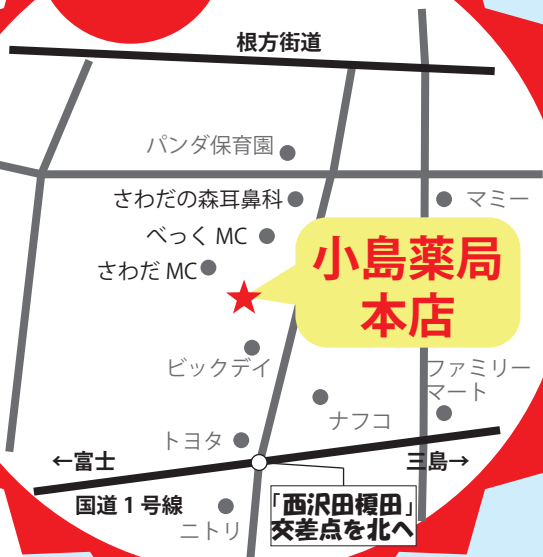 根方街道
パンダ保育園
さわだの森耳鼻科
マミー
べっく MC
さわだ MC
小島薬局
本店
ビックデイ
ファミリー
マート
ナフコ
トヨタ
←富士
三島→
国道 1 号線
ニトリ
「西沢田榎田」
交差点を北へ